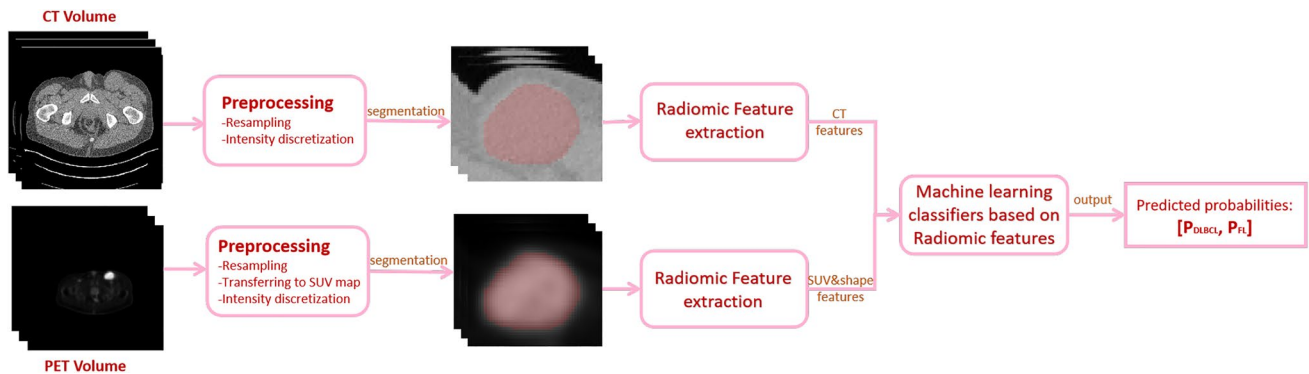 CT Volume
Preprocessing
-Resampling
-Intensity discretization
segmentation
Radiomic Feature
extraction
CT
features
PET Volume
Preprocessing
-Resampling
-Transferring to SUV map
-Intensity discretization
segmentation
Radiomic Feature
extraction
SUV&shape
features
Machine learning
classifiers based on
Radiomic features
output
Predicted probabilities:
[PDLBCL, PFL]